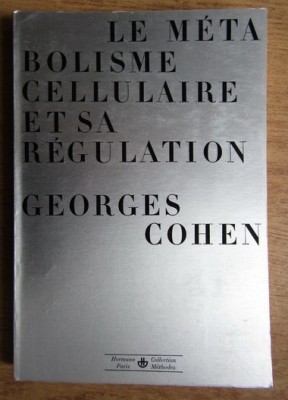 LE MÉTA
BOLISME
CELLULAIRE
ET SA
RÉGULATION
GEORGES
COHEN
Hermann Collection
Paris Méthodes